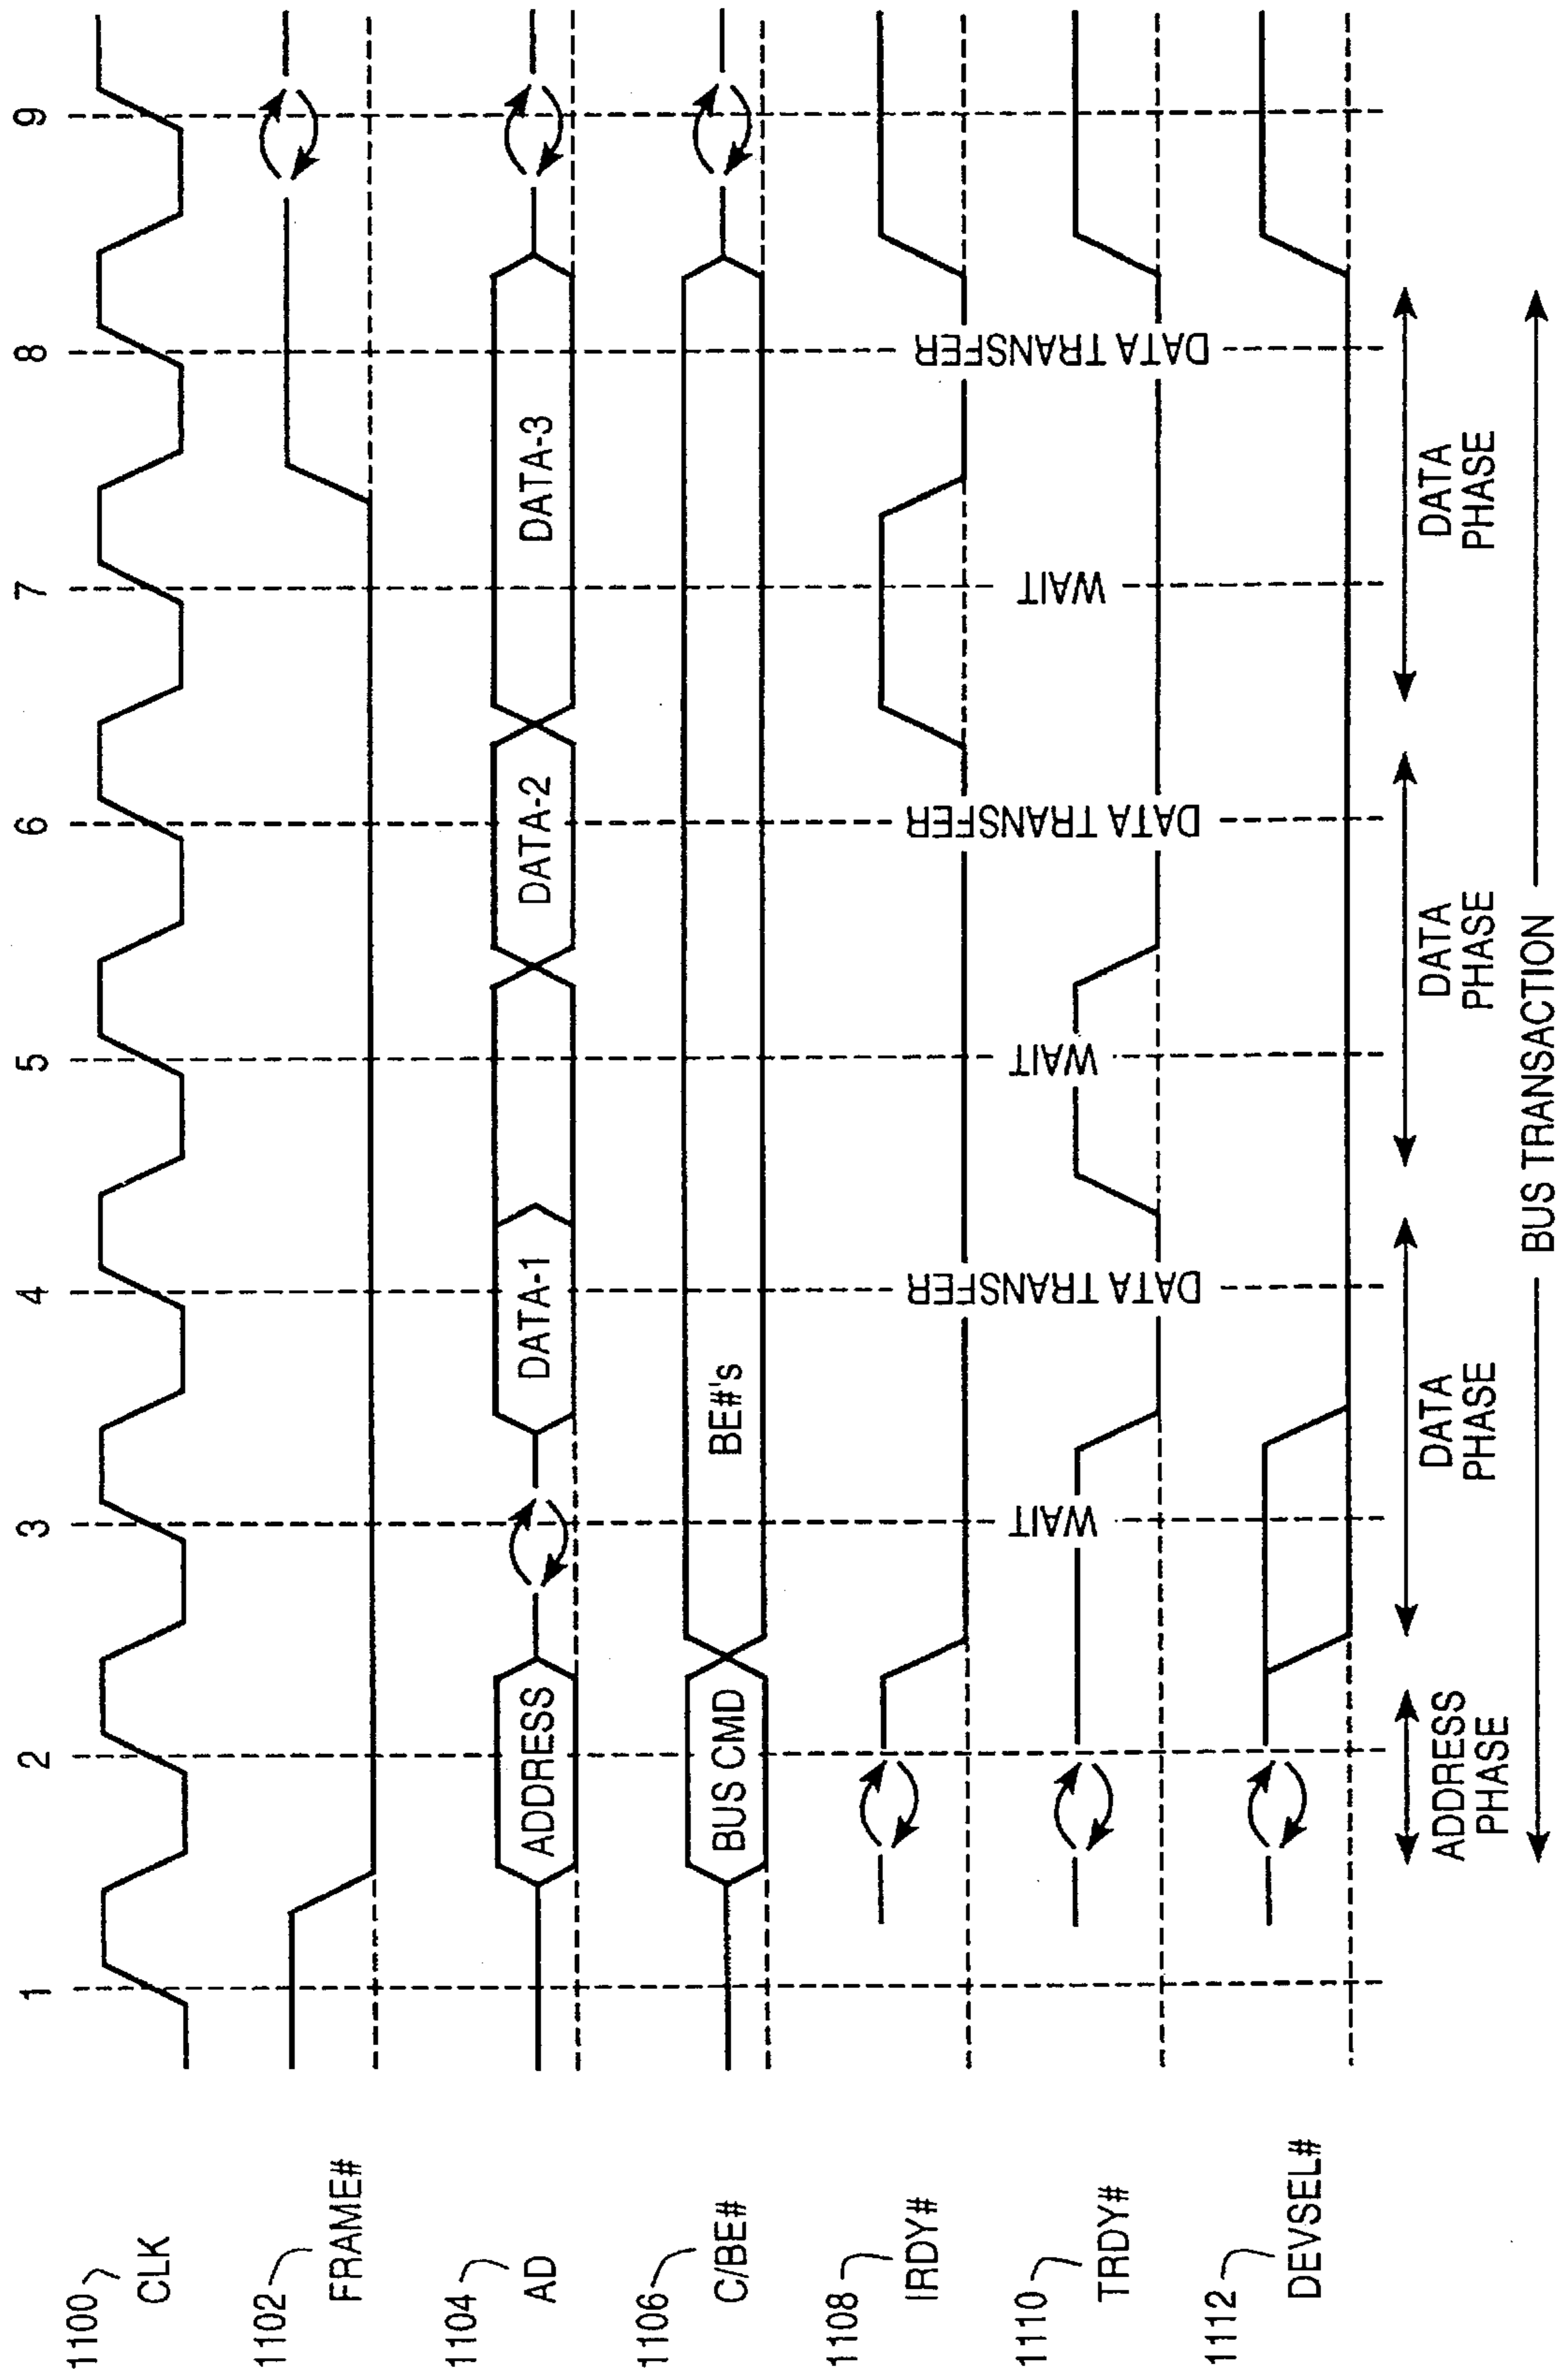 1 2 3 4 5 6 7 8 9
1100 CLK
1102 FRAME#
1104 AD
ADDRESS DATA-1 DATA-2 DATA-3
1106 C/BE#
BUS CMD BE#'s
1108 IRDY#
1110 TRDY#
1112 DEVSEL#
WAIT
DATA TRANSFER
WAIT
DATA TRANSFER
WAIT
DATA TRANSFER
ADDRESS
PHASE
DATA
PHASE
DATA
PHASE
DATA
PHASE
BUS TRANSACTION